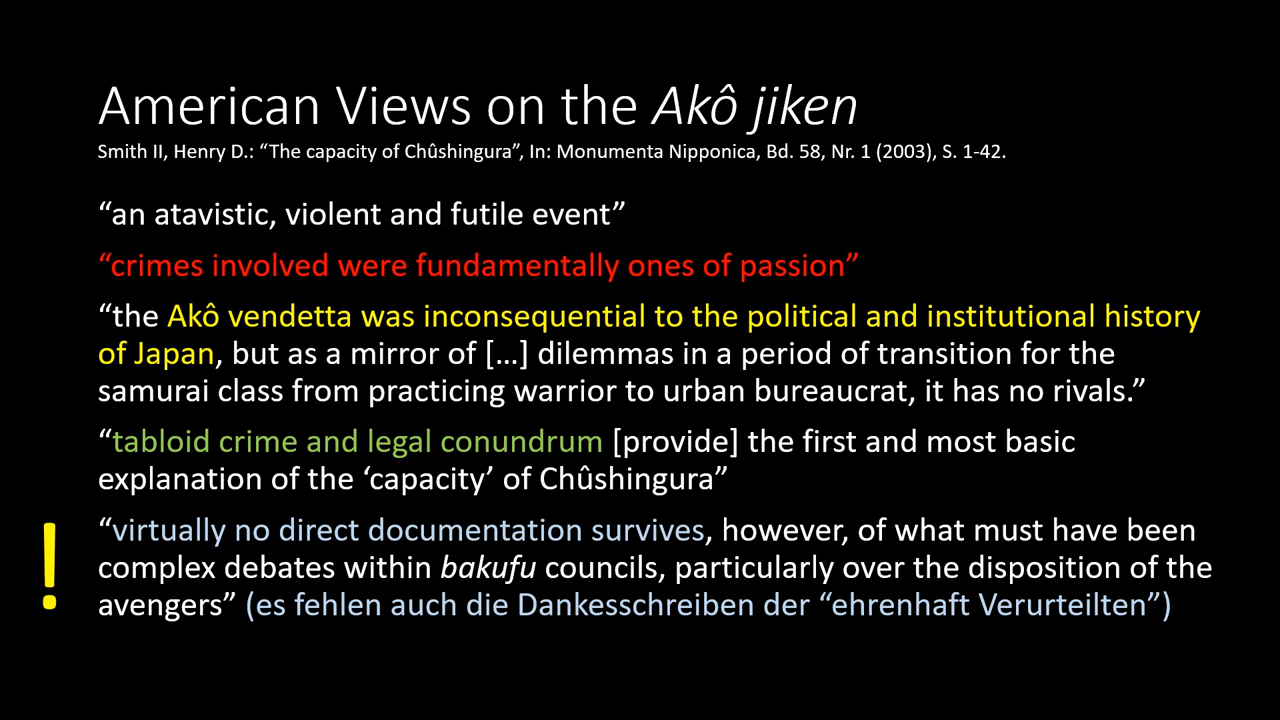 American Views on the Akô jiken
Smith II, Henry D.: “The capacity of Chûshingura”, In: Monumenta Nipponica, Bd. 58, Nr. 1 (2003), S. 1-42.
“an atavistic, violent and futile event”
“crimes involved were fundamentally ones of passion”
“the Akô vendetta was inconsequential to the political and institutional history
of Japan, but as a mirror of […] dilemmas in a period of transition for the
samurai class from practicing warrior to urban bureaucrat, it has no rivals.”
“tabloid crime and legal conundrum [provide] the first and most basic
explanation of the ‘capacity’ of Chûshingura”
!
“virtually no direct documentation survives, however, of what must have been
complex debates within bakufu councils, particularly over the disposition of the
avengers” (es fehlen auch die Dankesschreiben der “ehrenhaft Verurteilten”)